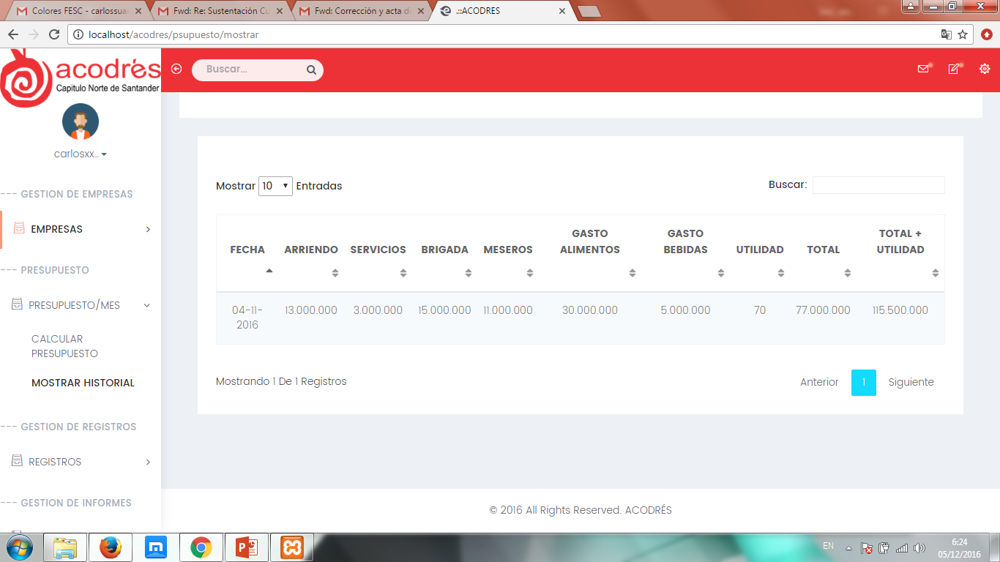 Colores FESC - carlossua
Fwd: Re: Sustentación Cu
Fwd: Corrección y acta d
.::ACODRES
localhost/acodres/psupuesto/mostrar
acodrés
Capitulo Norte de Santander
Buscar...
carlosxx...
--- GESTION DE EMPRESAS
EMPRESAS
--- PRESUPUESTO
PRESUPUESTO/MES
CALCULAR
PRESUPUESTO
MOSTRAR HISTORIAL
--- GESTION DE REGISTROS
REGISTROS
--- GESTION DE INFORMES
Mostrar 10 Entradas
Buscar:
FECHA ARRIENDO SERVICIOS BRIGADA MESEROS GASTO ALIMENTOS GASTO BEBIDAS UTILIDAD TOTAL TOTAL + UTILIDAD
04-11-2016 13.000.000 3.000.000 15.000.000 11.000.000 30.000.000 5.000.000 70 77.000.000 115.500.000
Mostrando 1 De 1 Registros
Anterior 1 Siguiente
© 2016 All Rights Reserved. ACODRÉS
EN
6:24
05/12/2016